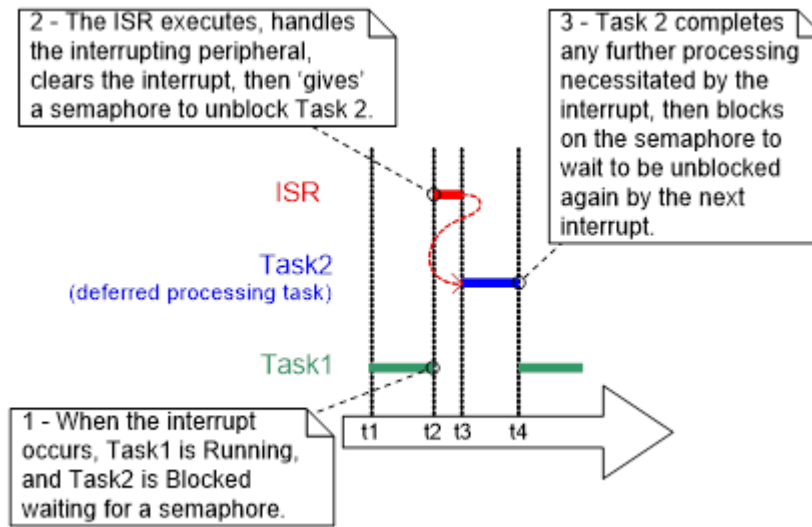 2 - The ISR executes, handles
the interrupting peripheral,
clears the interrupt, then ‘gives’
a semaphore to unblock Task 2.
3 - Task 2 completes
any further processing
necessitated by the
interrupt, then blocks
on the semaphore to
wait to be unblocked
again by the next
interrupt.
ISR
Task2
(deferred processing task)
Task1
1 - When the interrupt
occurs, Task1 is Running,
and Task2 is Blocked
waiting for a semaphore.
t1 t2 t3 t4